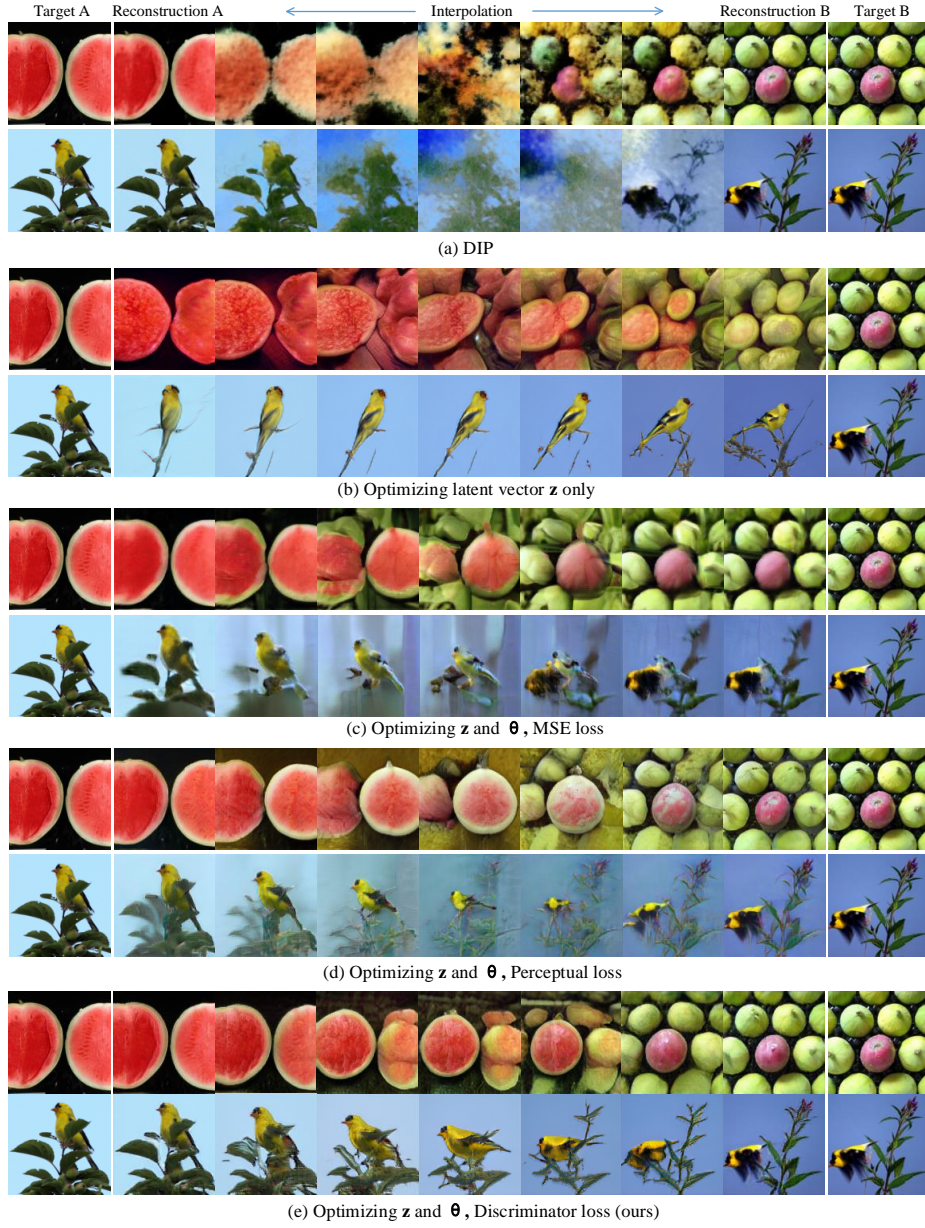 Target A Reconstruction A Interpolation Reconstruction B Target B
(a) DIP
(b) Optimizing latent vector z only
(c) Optimizing z and θ, MSE loss
(d) Optimizing z and θ, Perceptual loss
(e) Optimizing z and θ, Discriminator loss (ours)